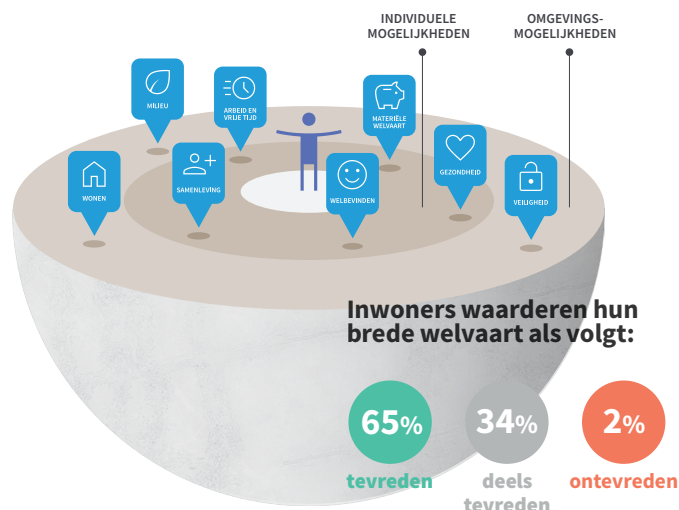 INDIVIDUELE
MOGELIJKHEDEN
OMGEVINGS-
MOGELIJKHEDEN
MILIEU
ARBEID EN
VRIJE TIJD
MATERIËLE
WELVAART
GEZONDHEID
WONEN
SAMENLEVING
WELBEVINDEN
VEILIGHEID
Inwoners waarderen hun
brede welvaart als volgt:
65%
34%
2%
tevreden
deels
tevreden
ontevreden